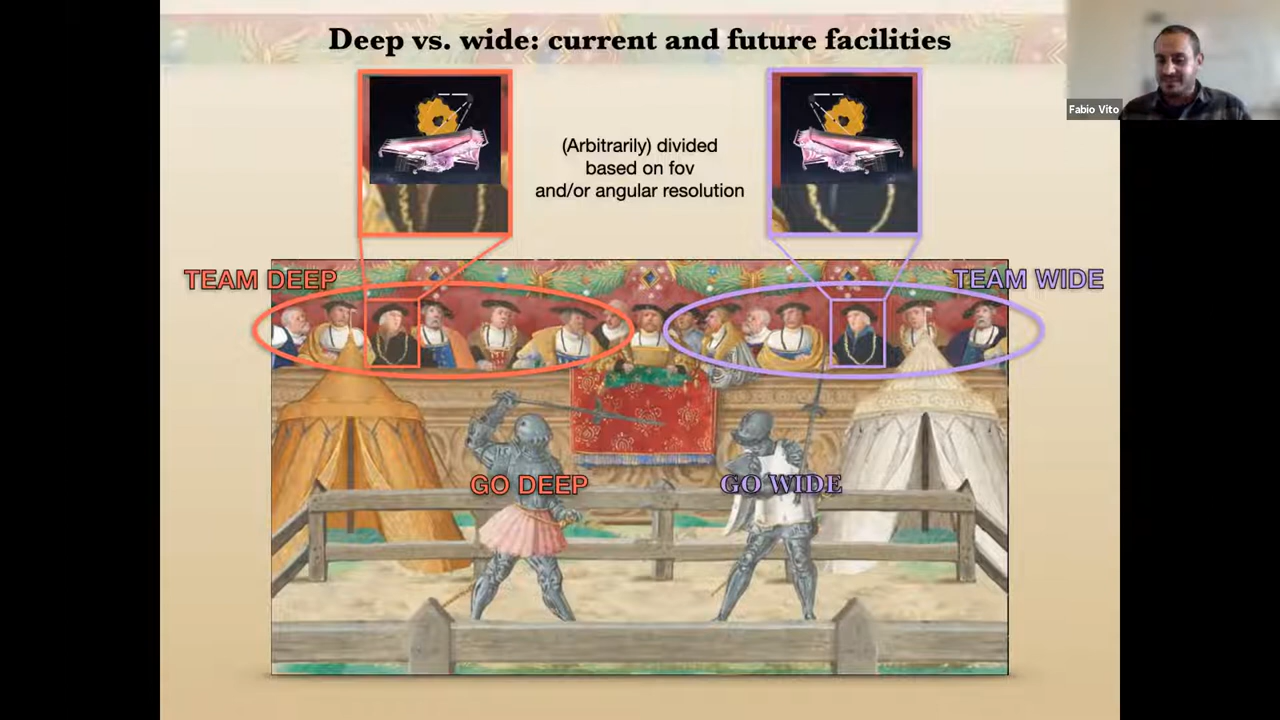 Deep vs. wide: current and future facilities
Fabio Vito
(Arbitrarily) divided
based on fov
and/or angular resolution
TEAM DEEP
TEAM WIDE
GO DEEP
GO WIDE